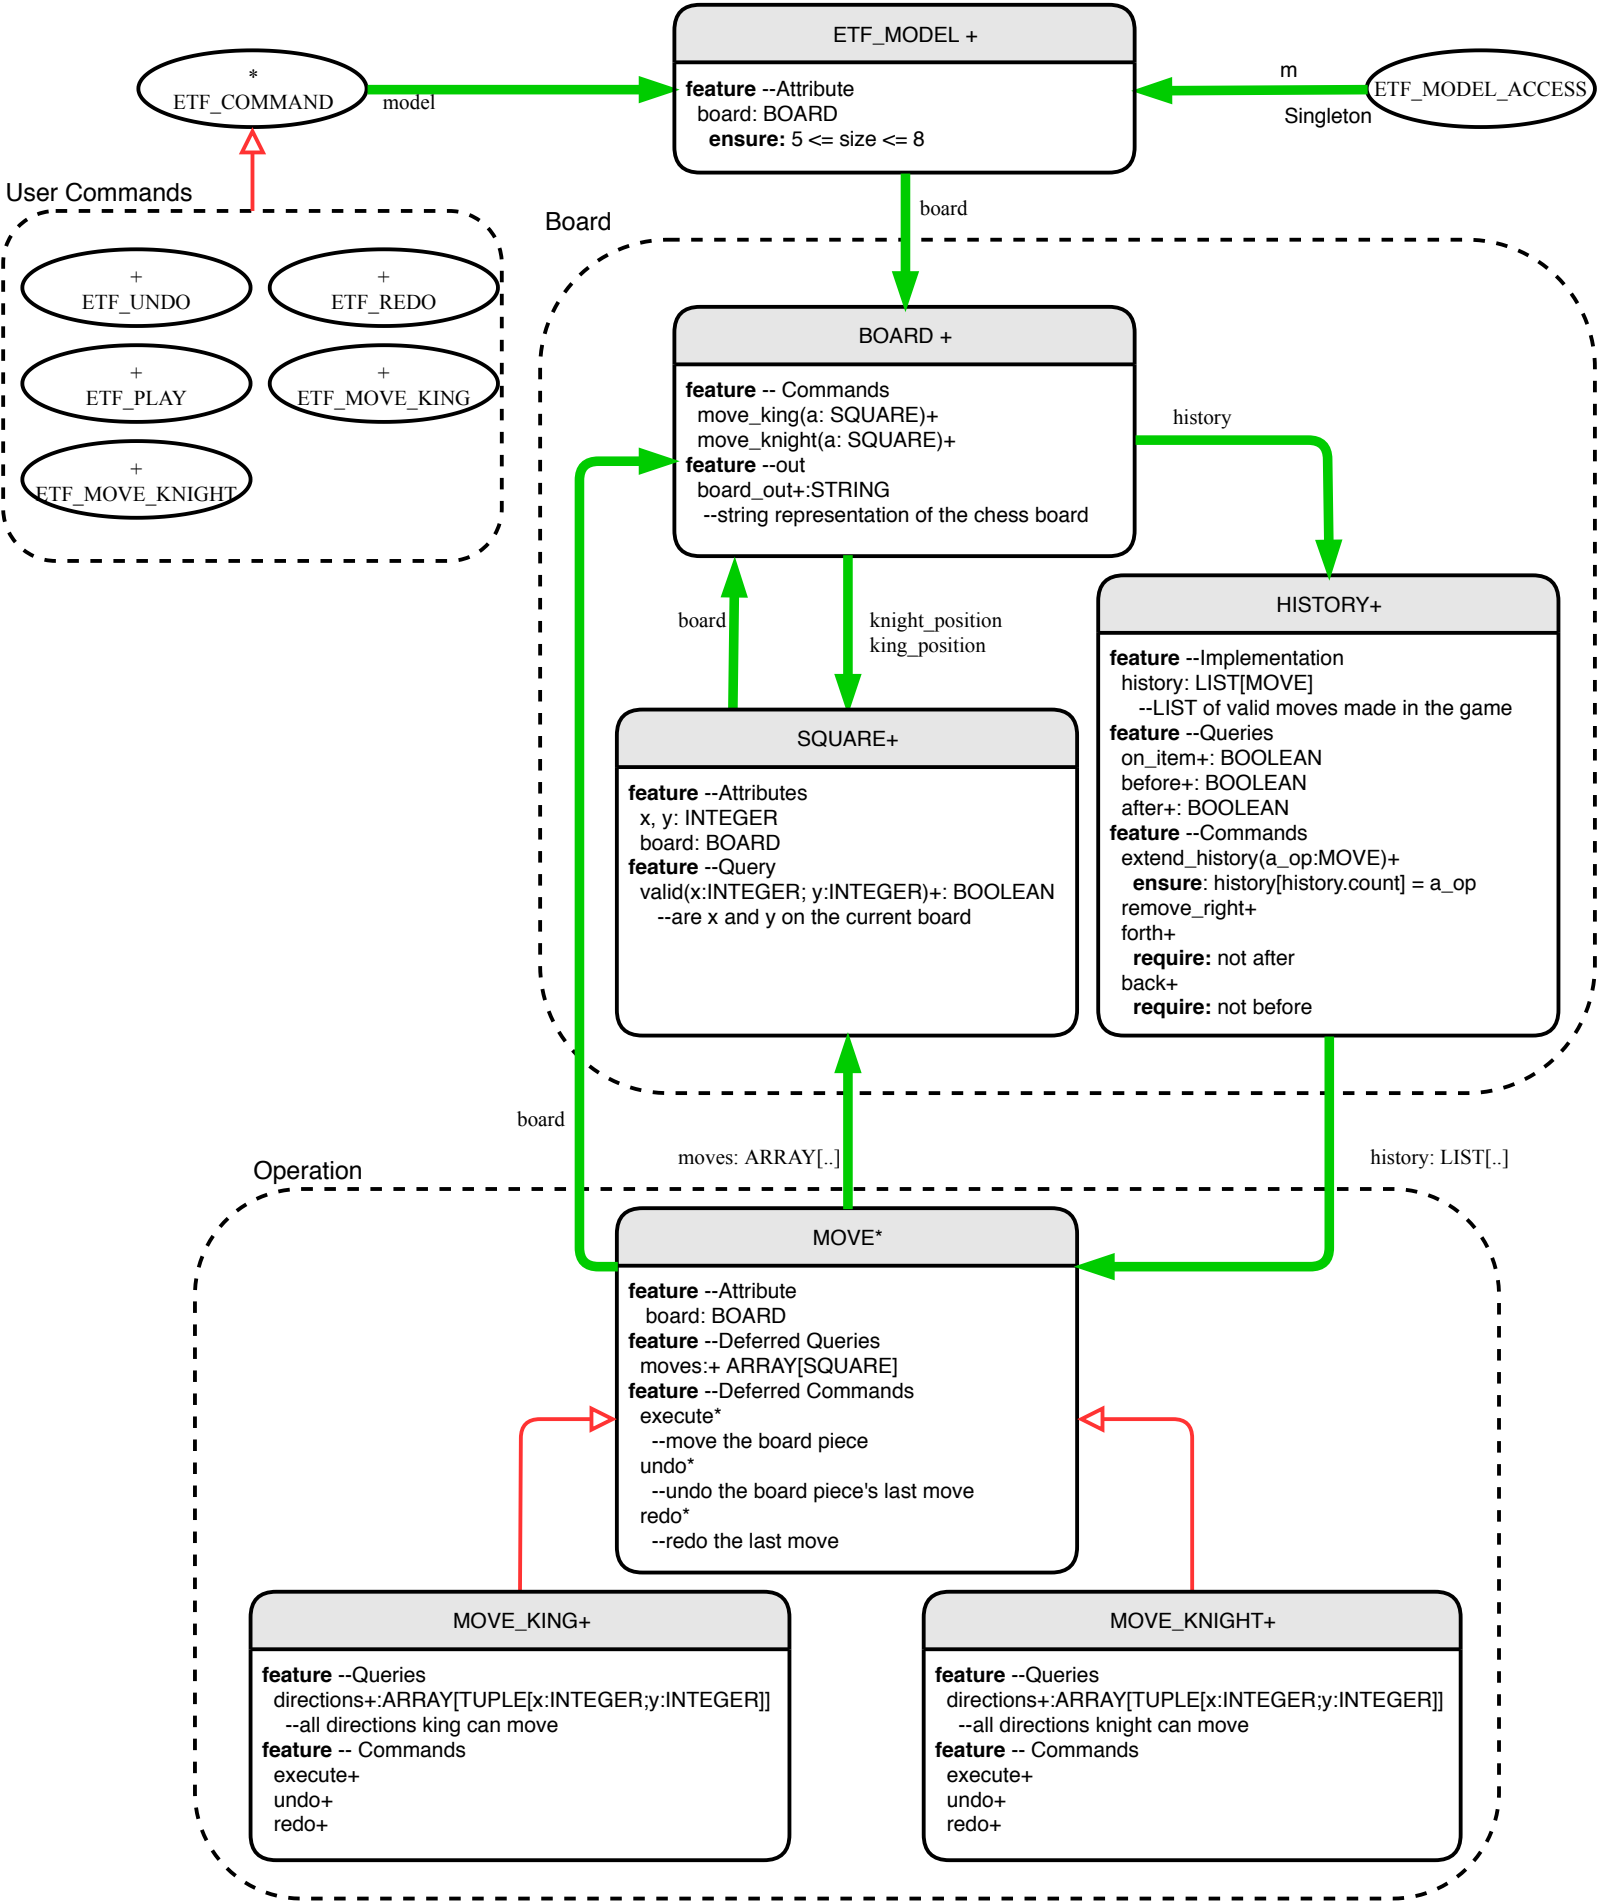 ETF_MODEL +
feature --Attribute
board: BOARD
ensure: 5 <= size <= 8
*
ETF_COMMAND
model
m
Singleton
ETF_MODEL_ACCESS
User Commands
+
ETF_UNDO
+
ETF_REDO
+
ETF_PLAY
+
ETF_MOVE_KING
+
ETF_MOVE_KNIGHT
board
Board
BOARD +
feature -- Commands
move_king(a: SQUARE)+
move_knight(a: SQUARE)+
feature --out
board_out+:STRING
--string representation of the chess board
history
board
knight_position
king_position
SQUARE+
feature --Attributes
x, y: INTEGER
board: BOARD
feature --Query
valid(x:INTEGER; y:INTEGER)+: BOOLEAN
--are x and y on the current board
HISTORY+
feature --Implementation
history: LIST[MOVE]
--LIST of valid moves made in the game
feature --Queries
on_item+: BOOLEAN
before+: BOOLEAN
after+: BOOLEAN
feature --Commands
extend_history(a_op:MOVE)+
ensure: history[history.count] = a_op
remove_right+
forth+
require: not after
back+
require: not before
board
moves: ARRAY[..]
history: LIST[..]
Operation
MOVE*
feature --Attribute
board: BOARD
feature --Deferred Queries
moves:+ ARRAY[SQUARE]
feature --Deferred Commands
execute*
--move the board piece
undo*
--undo the board piece's last move
redo*
--redo the last move
MOVE_KING+
feature --Queries
directions+:ARRAY[TUPLE[x:INTEGER;y:INTEGER]]
--all directions king can move
feature -- Commands
execute+
undo+
redo+
MOVE_KNIGHT+
feature --Queries
directions+:ARRAY[TUPLE[x:INTEGER;y:INTEGER]]
--all directions knight can move
feature -- Commands
execute+
undo+
redo+